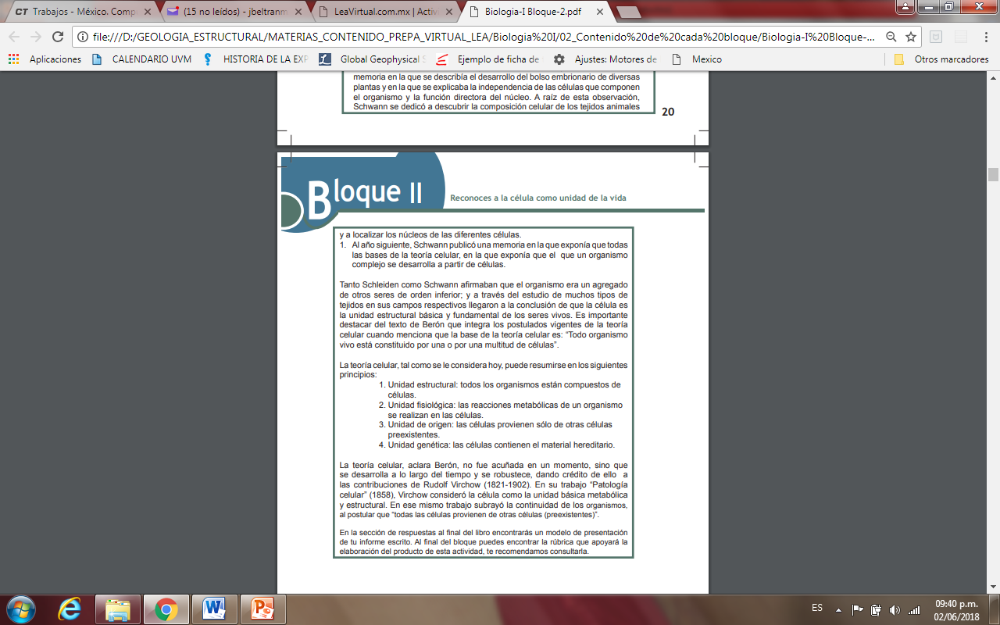 CT Trabajos - México. Comp
(15 no leídos) - jbeltranm
LeaVirtual.com.mx | Activ
Biologia-I Bloque-2.pdf
file:///D:/GEOLOGIA_ESTRUCTURAL/MATERIAS_CONTENIDO_PREPA_VIRTUAL_LEA/Biologia%20I/02_Contenido%20de%20cada%20bloque/Biologia-I%20Bloque-...
Aplicaciones
CALENDARIO UVM
HISTORIA DE LA EXP
Global Geophysical S
Ejemplo de ficha de
Ajustes: Motores de
Mexico
Otros marcadores
memoria en la que se describía el desarrollo del bolso embrionario de diversas
plantas y en la que se explicaba la independencia de las células que componen
el organismo y la función directora del núcleo. A raíz de esta observación,
Schwann se dedicó a descubrir la composición celular de los tejidos animales
20
Bloque II
Reconoces a la célula como unidad de la vida
y a localizar los núcleos de las diferentes células.
1. Al año siguiente, Schwann publicó una memoria en la que exponía que todas
las bases de la teoría celular, en la que exponía que el que un organismo
complejo se desarrolla a partir de células.
Tanto Schleiden como Schwann afirmaban que el organismo era un agregado
de otros seres de orden inferior; y a través del estudio de muchos tipos de
tejidos en sus campos respectivos llegaron a la conclusión de que la célula es
la unidad estructural básica y fundamental de los seres vivos. Es importante
destacar del texto de Berón que integra los postulados vigentes de la teoría
celular cuando menciona que la base de la teoría celular es: “Todo organismo
vivo está constituido por una o por una multitud de células”.
La teoría celular, tal como se le considera hoy, puede resumirse en los siguientes
principios:
1. Unidad estructural: todos los organismos están compuestos de
células.
2. Unidad fisiológica: las reacciones metabólicas de un organismo
se realizan en las células.
3. Unidad de origen: las células provienen sólo de otras células
preexistentes.
4. Unidad genética: las células contienen el material hereditario.
La teoría celular, aclara Berón, no fue acuñada en un momento, sino que
se desarrolla a lo largo del tiempo y se robustece, dando crédito de ello a
las contribuciones de Rudolf Virchow (1821-1902). En su trabajo “Patología
celular” (1858), Virchow consideró la célula como la unidad básica metabólica
y estructural. En ese mismo trabajo subrayó la continuidad de los organismos,
al postular que “todas las células provienen de otras células (preexistentes)”.
En la sección de respuestas al final del libro encontrarás un modelo de presentación
de tu informe escrito. Al final del bloque puedes encontrar la rúbrica que apoyará la
elaboración del producto de esta actividad, te recomendamos consultarla.
ES
09:40 p.m.
02/06/2018